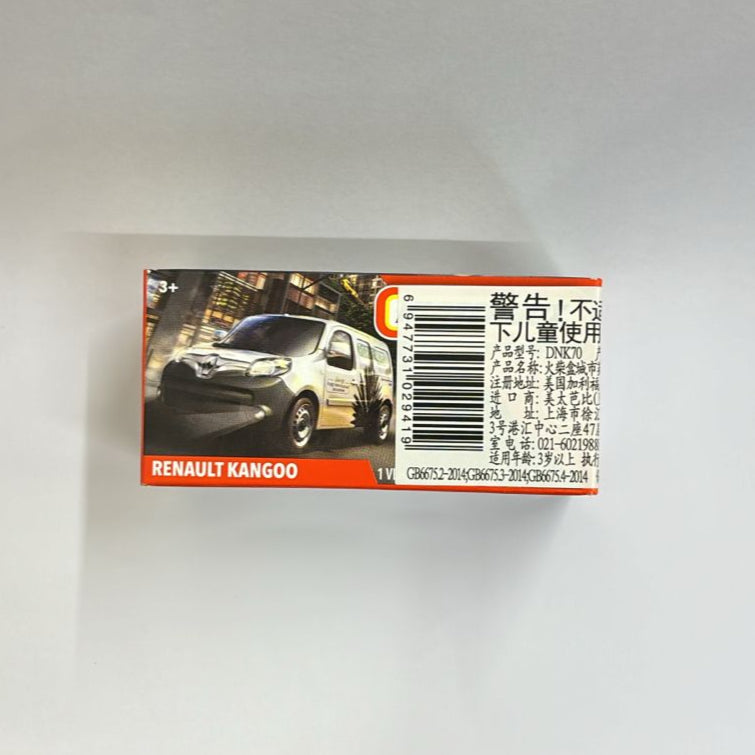 3+
RENAULT KANGOO
6947731029419
警告！不
下儿童使用
产品型号: DNK70
产品名称: 火柴盒城市
注册地址: 美国加利福
进口商: 美太芭比
地址: 上海市徐
3号港汇中心二座47
室 电话: 021-6021988
适用年龄: 3岁以上 执
GB6675.2-2014;GB6675.3-2014;GB6675.4-2014